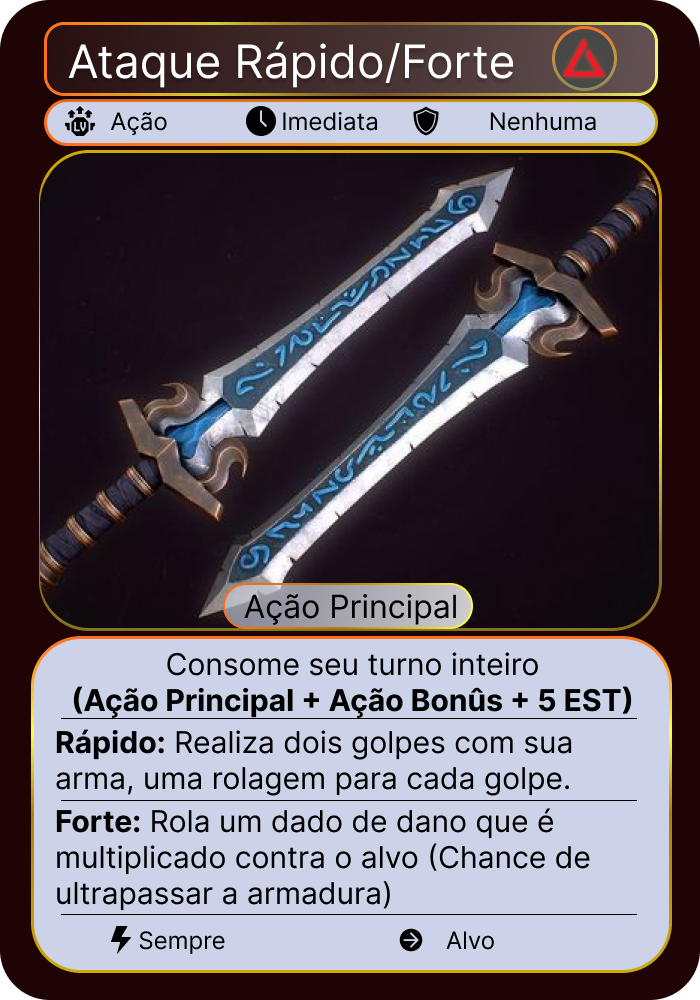 Ataque Rápido/Forte
LV Ação Imediata Nenhuma
Ação Principal
Consome seu turno inteiro
(Ação Principal + Ação Bonûs + 5 EST)
Rápido: Realiza dois golpes com sua
arma, uma rolagem para cada golpe.
Forte: Rola um dado de dano que é
multiplicado contra o alvo (Chance de
ultrapassar a armadura)
Sempre Alvo